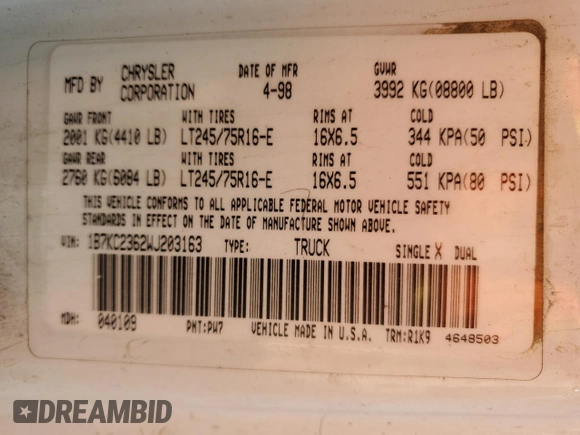 MFD BY CHRYSLER CORPORATION DATE OF MFR 4-98 GVWR 3992 KG(08800 LB)
GAWR FRONT WITH TIRES RIMS AT COLD
2001 KG(4410 LB) LT245/75R16-E 16X6.5 344 KPA(50 PSI)
GAWR REAR WITH TIRES RIMS AT COLD
2760 KG(6084 LB) LT245/75R16-E 16X6.5 551 KPA(80 PSI)
THIS VEHICLE CONFORMS TO ALL APPLICABLE FEDERAL MOTOR VEHICLE SAFETY
STANDARDS IN EFFECT ON THE DATE OF MANUFACTURE SHOWN ABOVE.
VIN: 1B7KC2362WJ203163 TYPE: TRUCK SINGLE X DUAL
MDH: 040109 PNT:PW7 VEHICLE MADE IN U.S.A. TRM:R1K9 4648503
DREAMBID